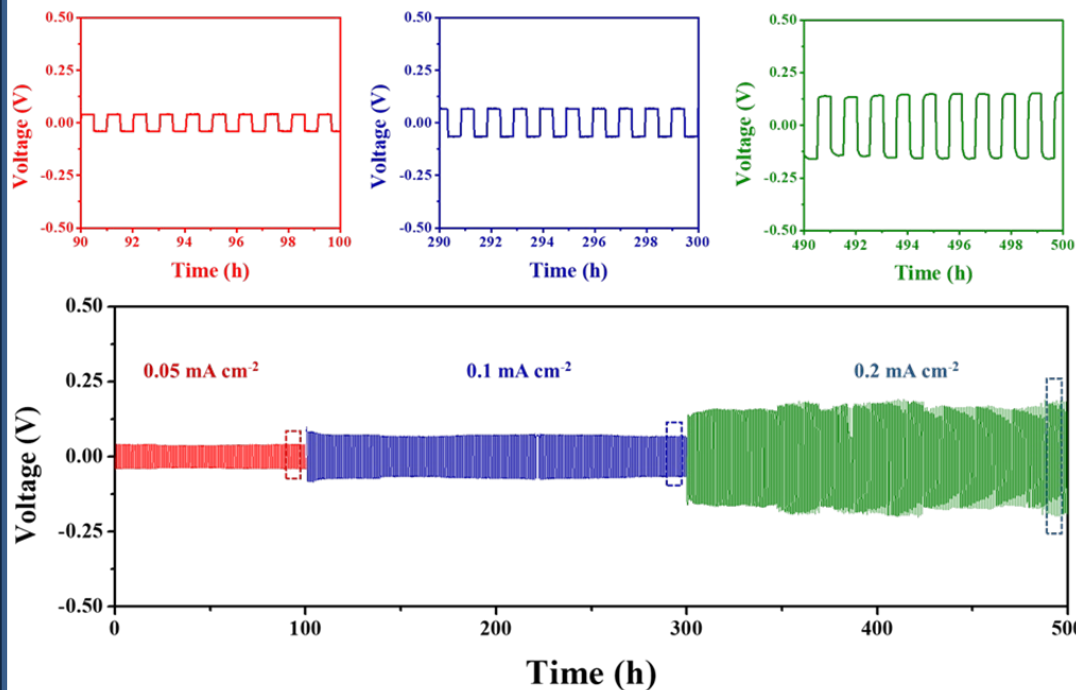 0.50
0.25
0.00
-0.25
-0.50
Voltage (V)
90 92 94 96 98 100
Time (h)
0.50
0.25
0.00
-0.25
-0.50
Voltage (V)
290 292 294 296 298 300
Time (h)
0.50
0.25
0.00
-0.25
-0.50
Voltage (V)
490 492 494 496 498 500
Time (h)
0.50
0.25
0.00
-0.25
-0.50
Voltage (V)
0.05 mA cm⁻²
0.1 mA cm⁻²
0.2 mA cm⁻²
0 100 200 300 400 500
Time (h)